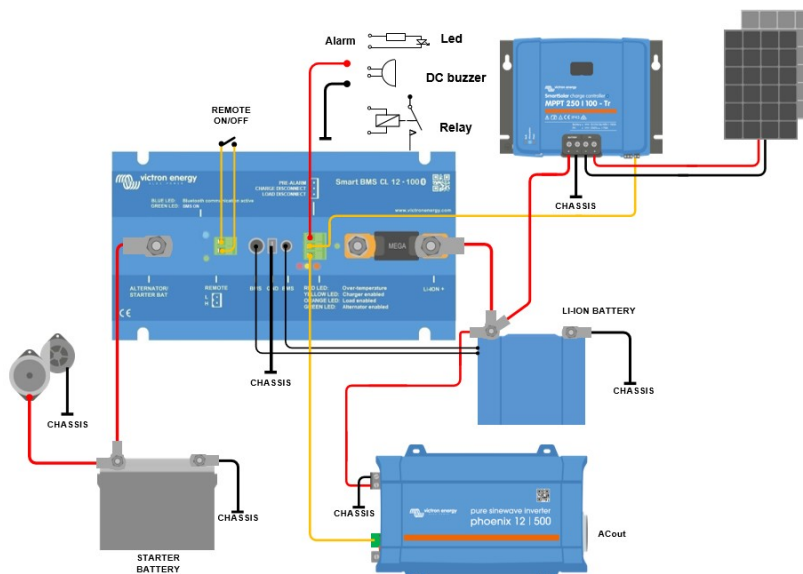 Alarm
Led
DC buzzer
Relay
REMOTE
ON/OFF
SmartSolar charge controller
MPPT 250 | 100 - Tr
CHASSIS
victron energy
BLUE LED: Bluetooth communication active
GREEN LED: BMS ON
PRE-ALARM
CHARGE DISCONNECT
LOAD DISCONNECT
Smart BMS CL 12 - 100
www.victronenergy.com
MEGA
ALTERNATOR/
STARTER BAT
REMOTE
L
H
BMS
GND
BMS
RED LED: Over-temperature
YELLOW LED: Charger enabled
ORANGE LED: Load enabled
GREEN LED: Alternator enabled
LI-ION +
CE
LI-ION BATTERY
CHASSIS
CHASSIS
CHASSIS
CHASSIS
STARTER
BATTERY
CHASSIS
victron energy
pure sinewave inverter
phoenix 12 | 500
ACout